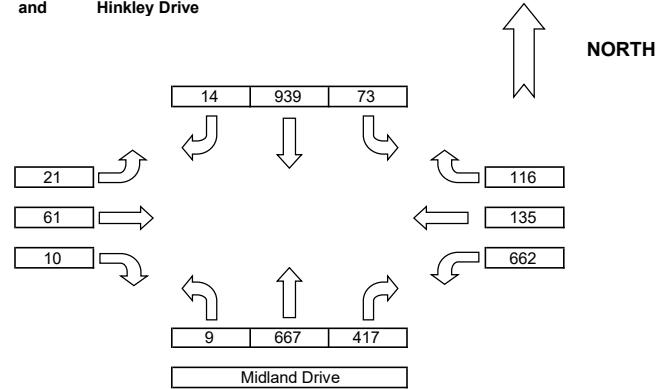 and Hinkley Drive
NORTH
14 939 73
21 116
61 135
10 662
9 667 417
Midland Drive